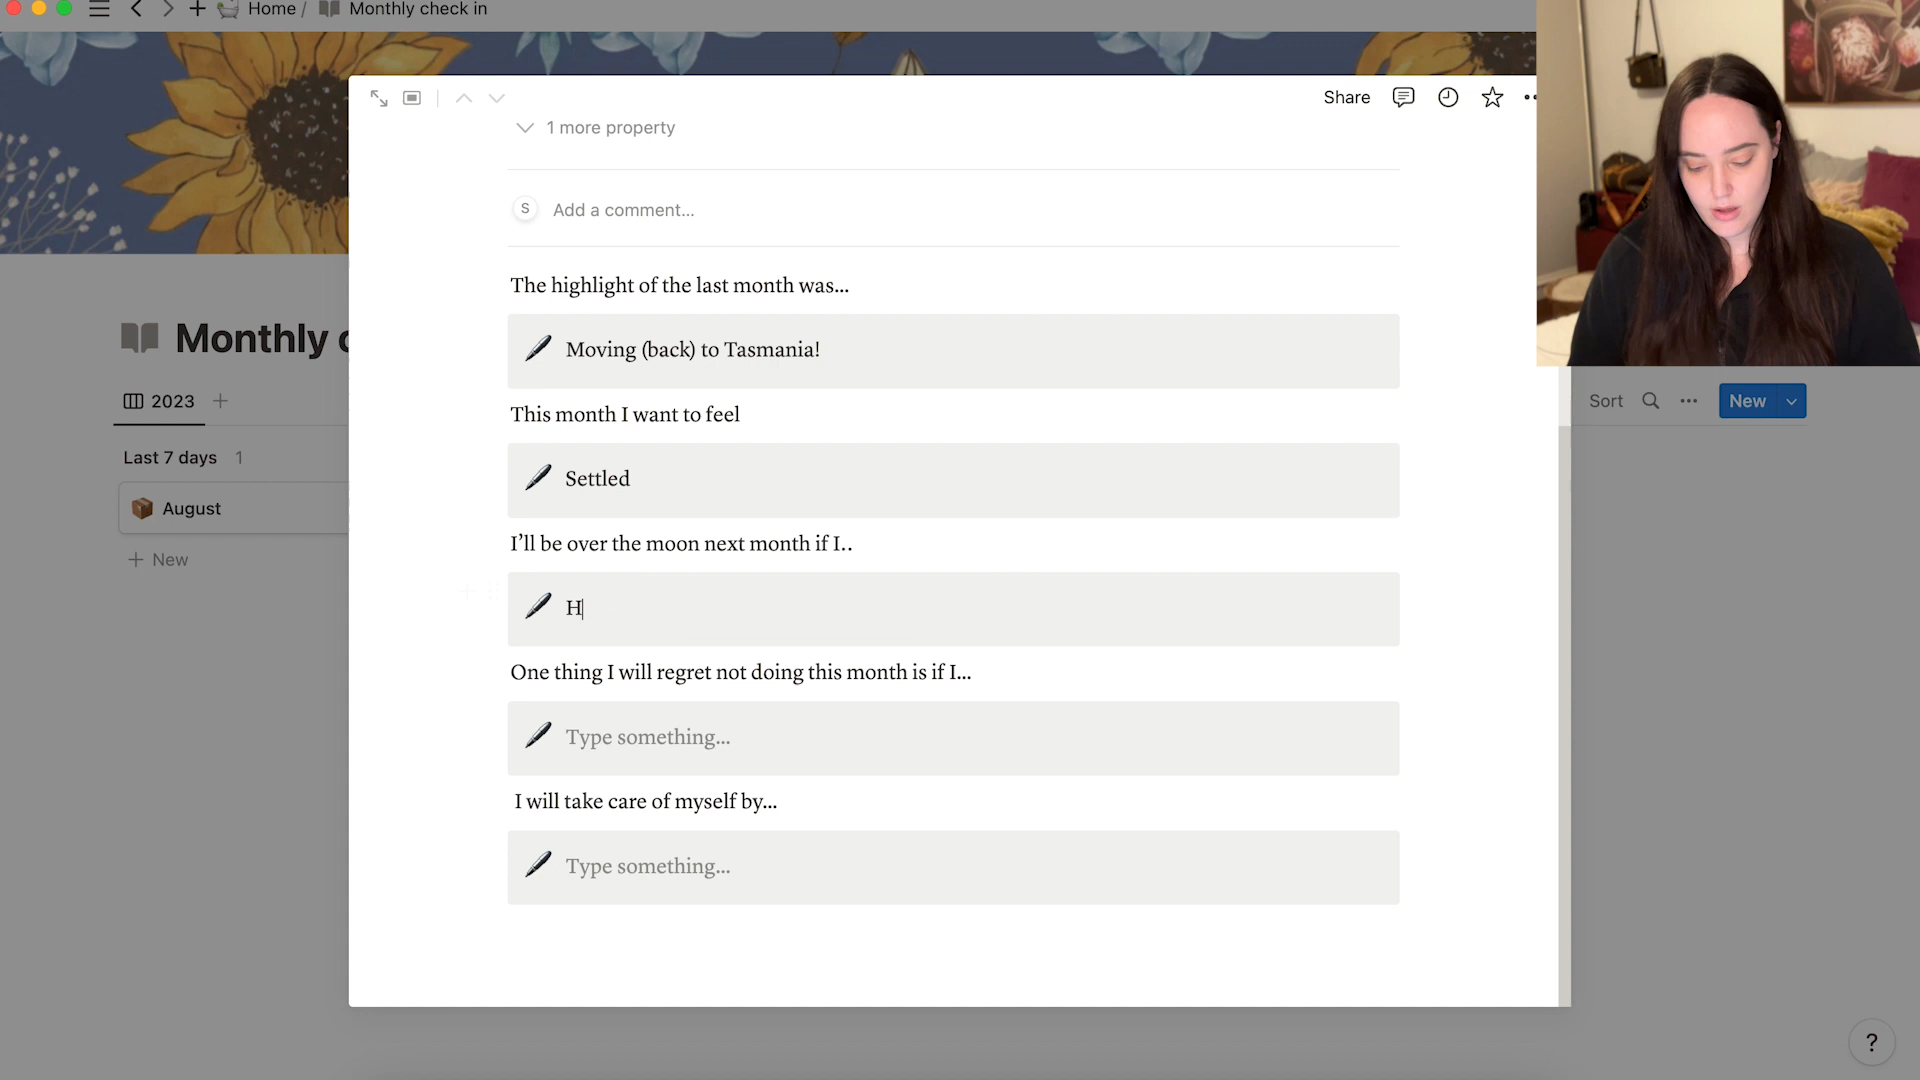 Home / Monthly check in
Share
1 more property
S Add a comment...
The highlight of the last month was...
Moving (back) to Tasmania!
This month I want to feel
Settled
I’ll be over the moon next month if I..
H
One thing I will regret not doing this month is if I...
Type something...
I will take care of myself by...
Type something...
Monthly c
2023
Sort
New
Last 7 days 1
August
New
?